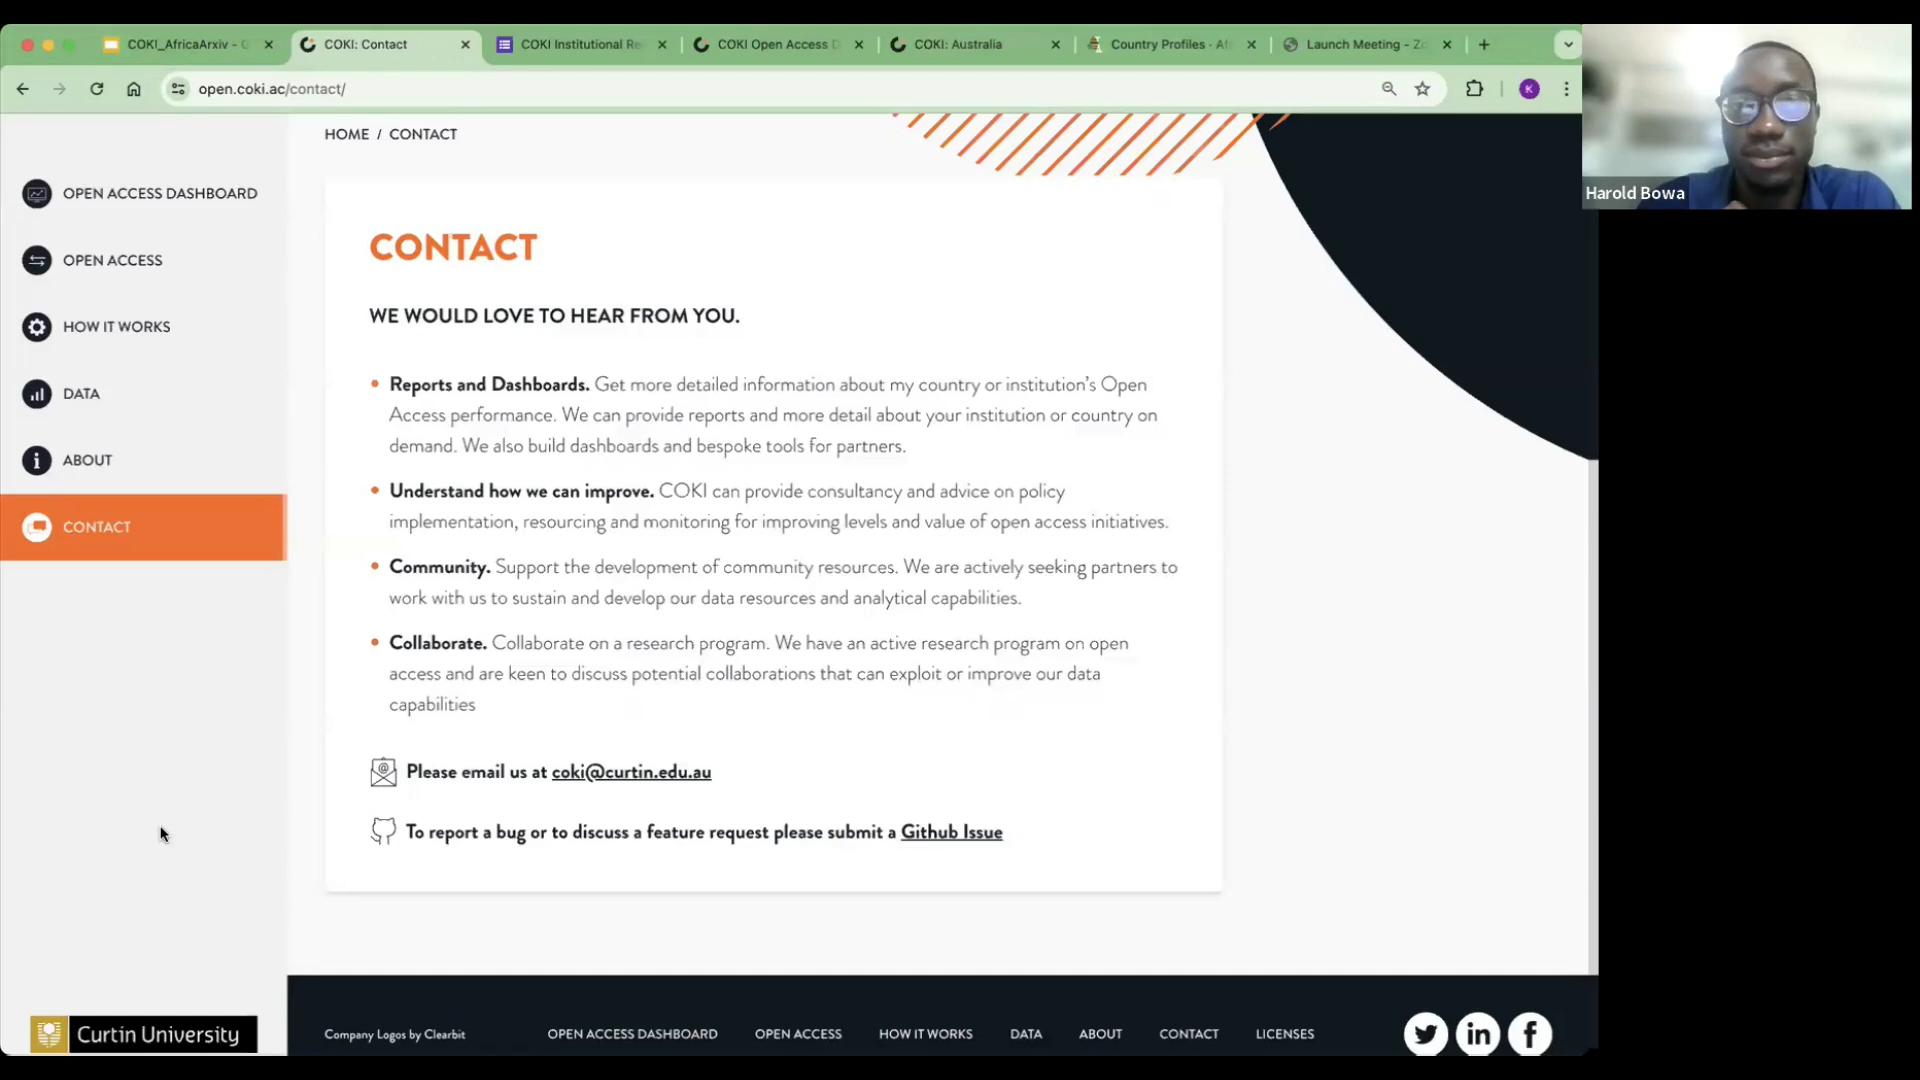 COKI_AfricaArxiv - G
COKI: Contact
COKI Institutional Re
COKI Open Access D
COKI: Australia
Country Profiles - Af
Launch Meeting - Zo
open.coki.ac/contact/
K
Harold Bowa
HOME / CONTACT
OPEN ACCESS DASHBOARD
OPEN ACCESS
HOW IT WORKS
DATA
ABOUT
CONTACT
CONTACT
WE WOULD LOVE TO HEAR FROM YOU.
• Reports and Dashboards. Get more detailed information about my country or institution's Open
Access performance. We can provide reports and more detail about your institution or country on
demand. We also build dashboards and bespoke tools for partners.
• Understand how we can improve. COKI can provide consultancy and advice on policy
implementation, resourcing and monitoring for improving levels and value of open access initiatives.
• Community. Support the development of community resources. We are actively seeking partners to
work with us to sustain and develop our data resources and analytical capabilities.
• Collaborate. Collaborate on a research program. We have an active research program on open
access and are keen to discuss potential collaborations that can exploit or improve our data
capabilities
Please email us at coki@curtin.edu.au
To report a bug or to discuss a feature request please submit a Github Issue
Curtin University
Company Logos by Clearbit
OPEN ACCESS DASHBOARD
OPEN ACCESS
HOW IT WORKS
DATA
ABOUT
CONTACT
LICENSES